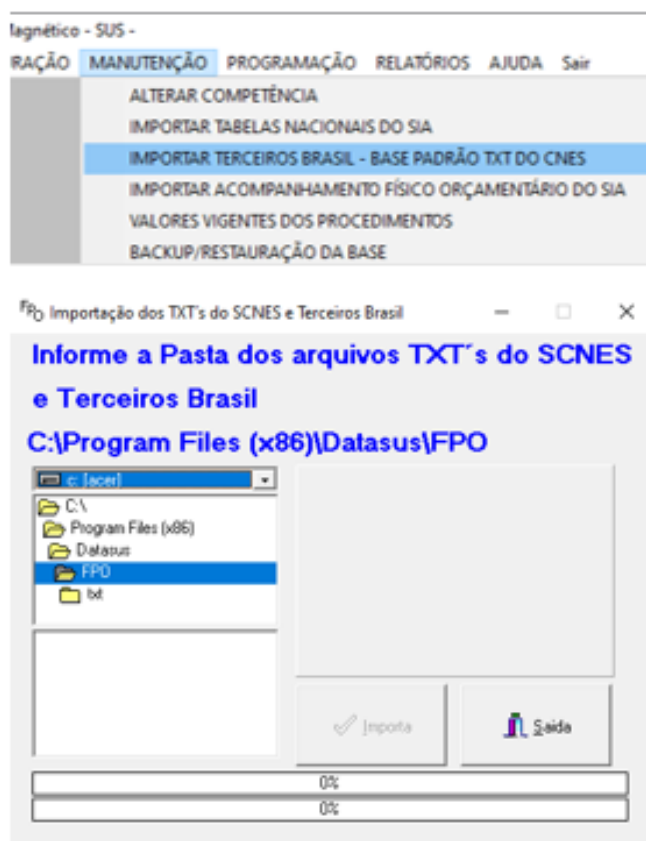 Magnético - SUS -
RAÇÃO MANUTENÇÃO PROGRAMAÇÃO RELATÓRIOS AJUDA Sair
ALTERAR COMPETÊNCIA
IMPORTAR TABELAS NACIONAIS DO SIA
IMPORTAR TERCEIROS BRASIL - BASE PADRÃO TXT DO CNES
IMPORTAR ACOMPANHAMENTO FÍSICO ORÇAMENTÁRIO DO SIA
VALORES VIGENTES DOS PROCEDIMENTOS
BACKUP/RESTAURAÇÃO DA BASE
FPO Importação dos TXT's do SCNES e Terceiros Brasil
Informe a Pasta dos arquivos TXT´s do SCNES
e Terceiros Brasil
C:\Program Files (x86)\Datasus\FPO
c: [acer]
C:\
Program Files (x86)
Datasus
FPO
txt
Importa
Saida
0%
0%